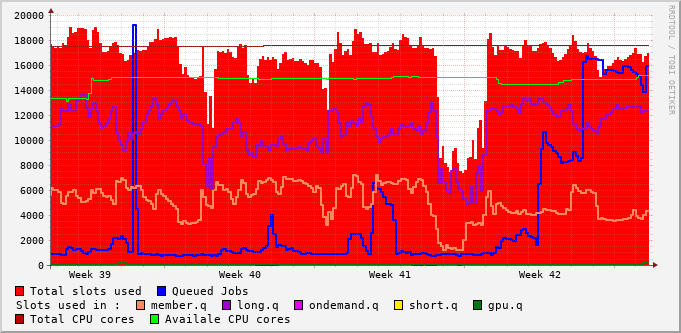 20000
18000
16000
14000
12000
10000
8000
6000
4000
2000
0
Week 39 Week 40 Week 41 Week 42
RRDTOOL / TOBI OETIKER
Total slots used Queued Jobs
Slots used in : member.q long.q ondemand.q short.q gpu.q
Total CPU cores Availale CPU cores